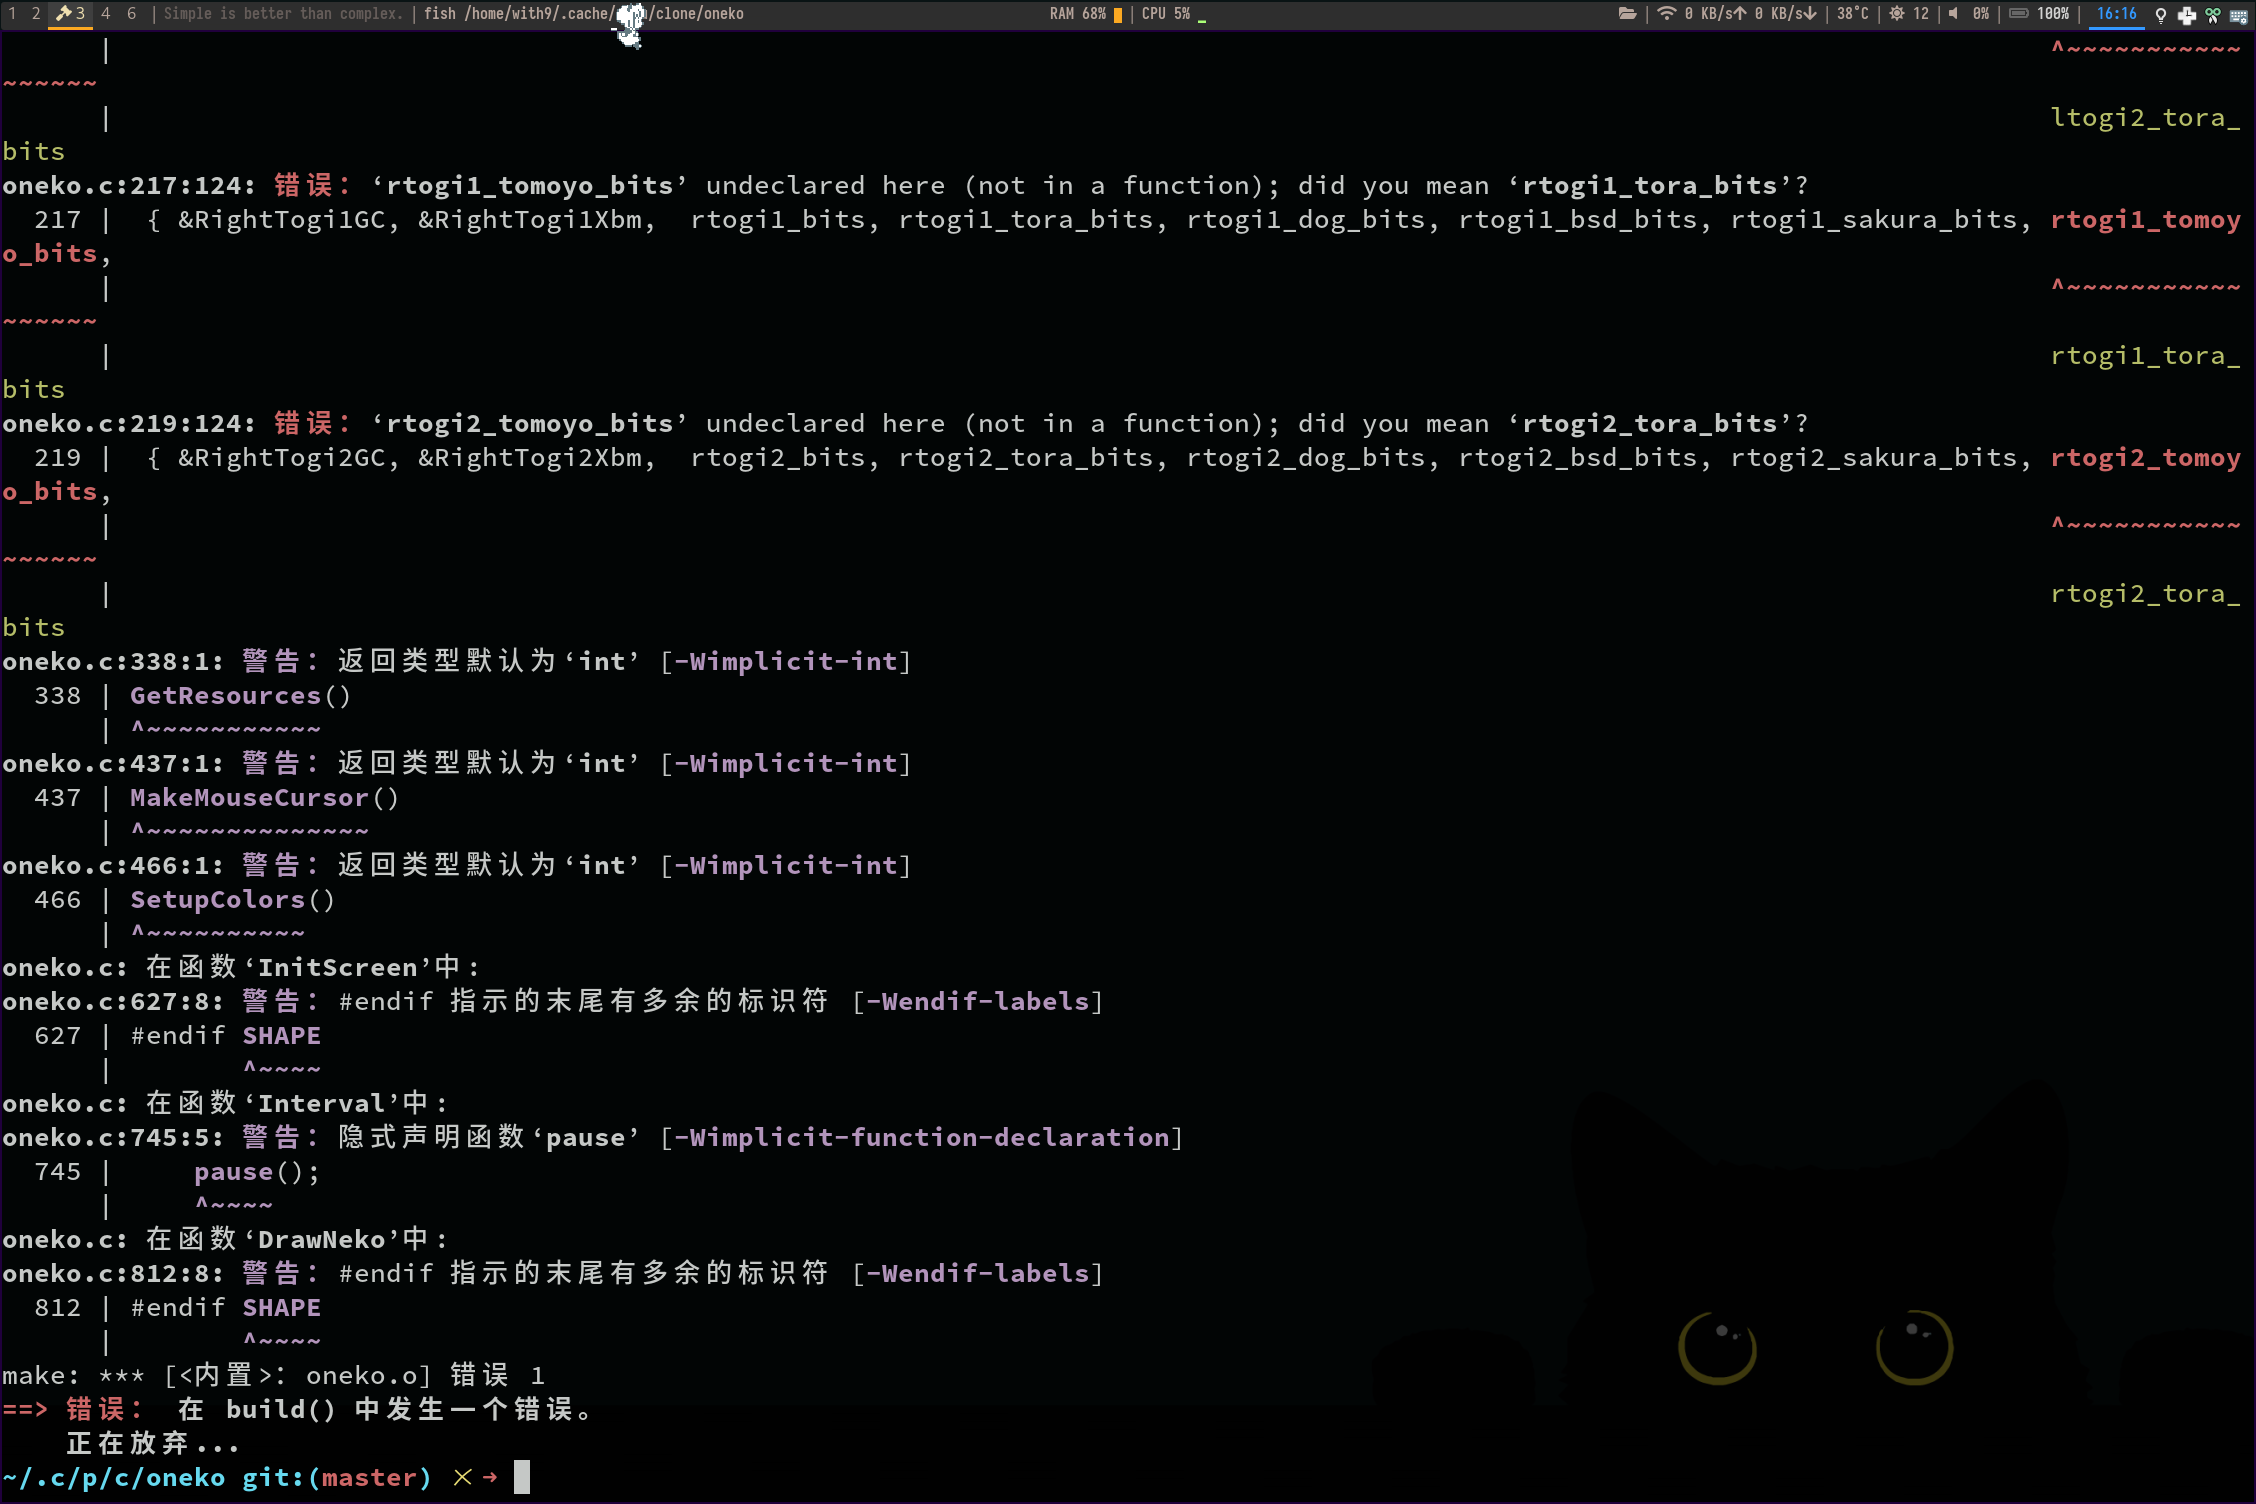 1 2 3 4 6 | Simple is better than complex. | fish /home/with9/.cache/ /clone/oneko RAM 68% | CPU 5% _ | 0 KB/s↑ 0 KB/s↓ | 38°C | 12 | 0% | 100% | 16:16
| ^~~~~~~~~~~~
~~~~~~
| ltogi2_tora_
bits
oneko.c:217:124: 错误： ‘rtogi1_tomoyo_bits’ undeclared here (not in a function); did you mean ‘rtogi1_tora_bits’?
217 | { &RightTogi1GC, &RightTogi1Xbm, rtogi1_bits, rtogi1_tora_bits, rtogi1_dog_bits, rtogi1_bsd_bits, rtogi1_sakura_bits, rtogi1_tomoy
o_bits,
| ^~~~~~~~~~~~
~~~~~~
| rtogi1_tora_
bits
oneko.c:219:124: 错误： ‘rtogi2_tomoyo_bits’ undeclared here (not in a function); did you mean ‘rtogi2_tora_bits’?
219 | { &RightTogi2GC, &RightTogi2Xbm, rtogi2_bits, rtogi2_tora_bits, rtogi2_dog_bits, rtogi2_bsd_bits, rtogi2_sakura_bits, rtogi2_tomoy
o_bits,
| ^~~~~~~~~~~~
~~~~~~
| rtogi2_tora_
bits
oneko.c:338:1: 警告： 返回类型默认为‘int’ [-Wimplicit-int]
338 | GetResources()
| ^~~~~~~~~~~~
oneko.c:437:1: 警告： 返回类型默认为‘int’ [-Wimplicit-int]
437 | MakeMouseCursor()
| ^~~~~~~~~~~~~~~
oneko.c:466:1: 警告： 返回类型默认为‘int’ [-Wimplicit-int]
466 | SetupColors()
| ^~~~~~~~~~~
oneko.c: 在函数‘InitScreen’中：
oneko.c:627:8: 警告： #endif 指示的末尾有多余的标识符 [-Wendif-labels]
627 | #endif SHAPE
| ^~~~~
oneko.c: 在函数‘Interval’中：
oneko.c:745:5: 警告： 隐式声明函数‘pause’ [-Wimplicit-function-declaration]
745 | pause();
| ^~~~~
oneko.c: 在函数‘DrawNeko’中：
oneko.c:812:8: 警告： #endif 指示的末尾有多余的标识符 [-Wendif-labels]
812 | #endif SHAPE
| ^~~~~
make: *** [<内置>：oneko.o] 错误 1
==> 错误： 在 build() 中发生一个错误。
正在放弃...
~/.c/p/c/oneko git:(master) ✕ →